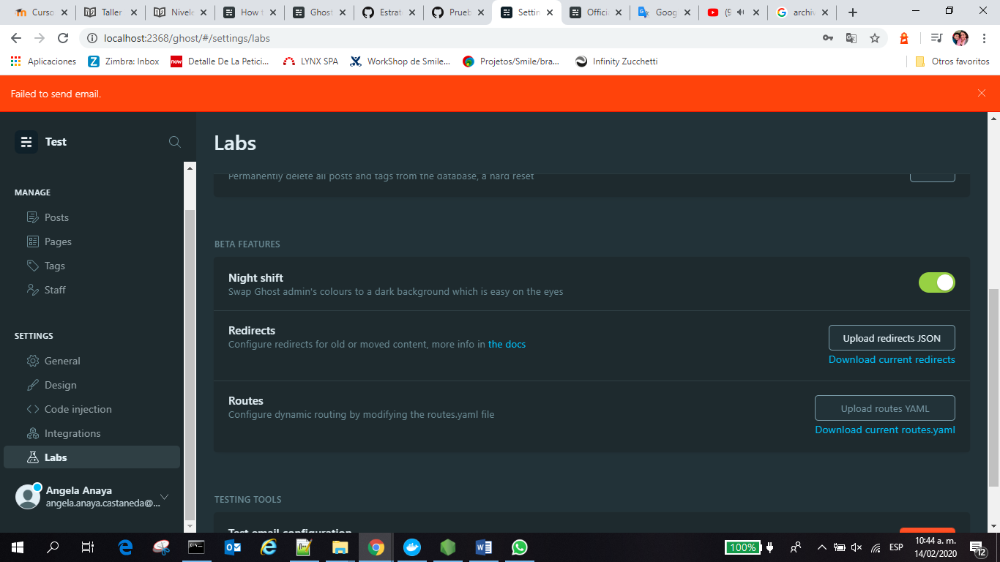 Curso
Taller
Nivele
How t
Ghost
Estrat
Prueb
Settin
Officia
Goog
(9
archiv
localhost:2368/ghost/#/settings/labs
Aplicaciones
Zimbra: Inbox
Detalle De La Petici...
LYNX SPA
WorkShop de Smile...
Projetos/Smile/bra...
Infinity Zucchetti
Otros favoritos
Failed to send email.
Test
MANAGE
Posts
Pages
Tags
Staff
SETTINGS
General
Design
Code injection
Integrations
Labs
Angela Anaya
angela.anaya.castaneda@...
Labs
Permanently delete all posts and tags from the database, a hard reset
BETA FEATURES
Night shift
Swap Ghost admin's colours to a dark background which is easy on the eyes
Redirects
Configure redirects for old or moved content, more info in the docs
Upload redirects JSON
Download current redirects
Routes
Configure dynamic routing by modifying the routes.yaml file
Upload routes YAML
Download current routes.yaml
TESTING TOOLS
Test email configuration
100%
ESP
10:44 a. m.
14/02/2020
12